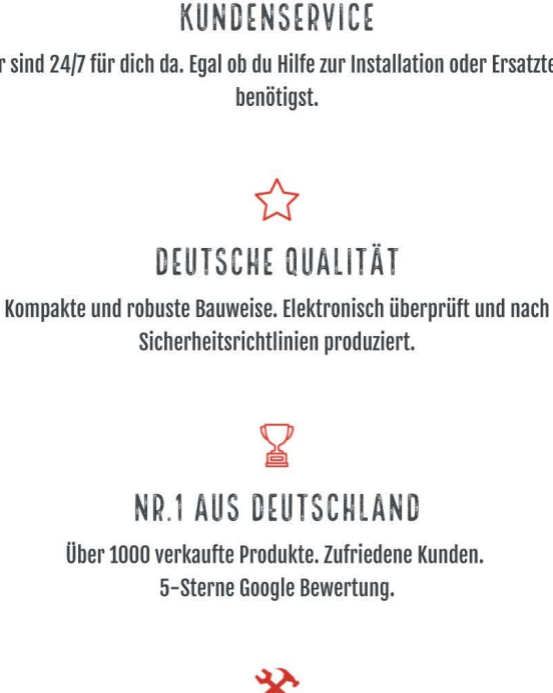 KUNDENSERVICE
sind 24/7 für dich da. Egal ob du Hilfe zur Installation oder
benötigst.
DEUTSCHE QUALITÄT
Kompakte und robuste Bauweise. Elektronisch überprüft und nach
Sicherheitsrichtlinien produziert.
NR.1 AUS DEUTSCHLAND
Über 1000 verkaufte Produkte. Zufriedene Kunden.
5-Sterne Google Bewertung.